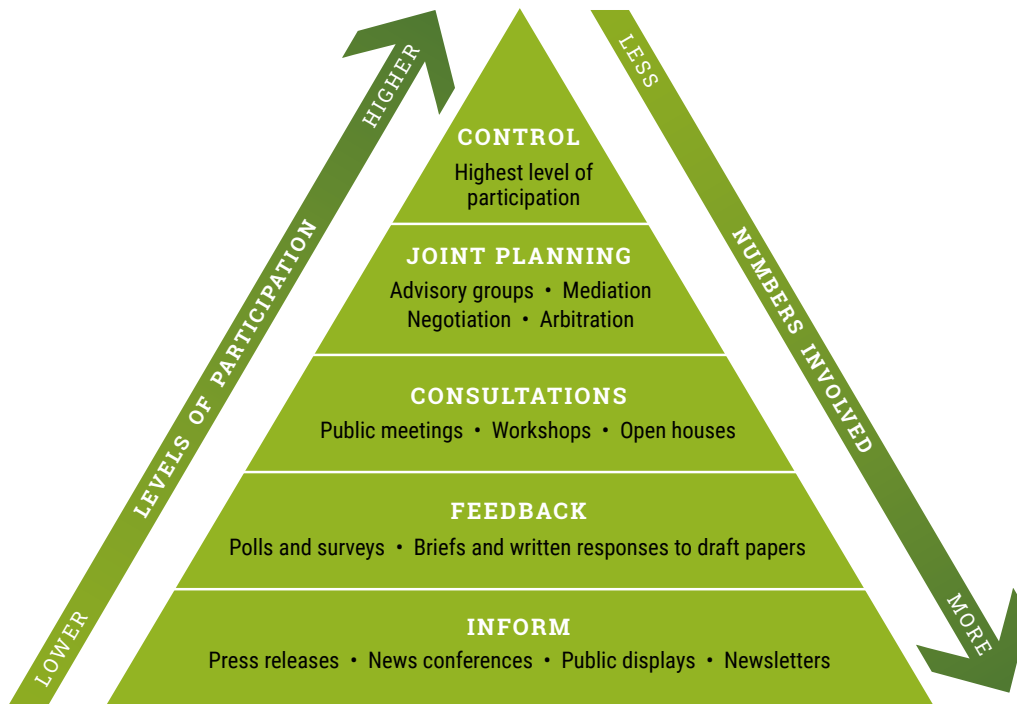 HIGHER
LEVELS OF PARTICIPATION
LOWER
LESS
NUMBERS INVOLVED
MORE
CONTROL
Highest level of
participation
JOINT PLANNING
Advisory groups • Mediation
Negotiation • Arbitration
CONSULTATIONS
Public meetings • Workshops • Open houses
FEEDBACK
Polls and surveys • Briefs and written responses to draft papers
INFORM
Press releases • News conferences • Public displays • Newsletters